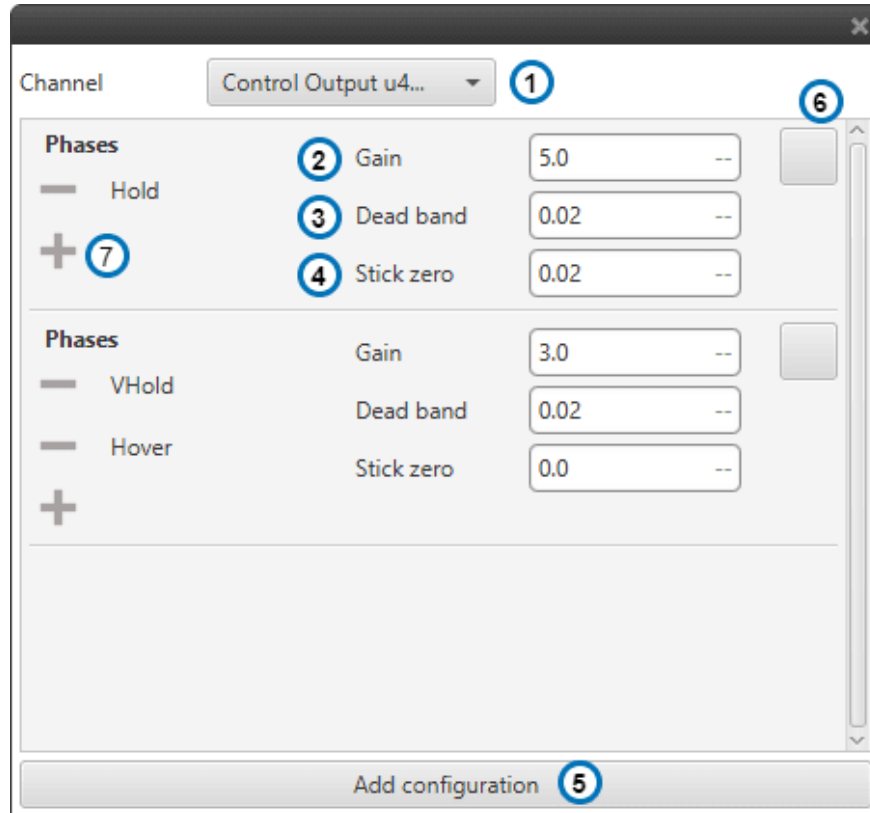 Channel Control Output u4... 1
6
Phases 2 Gain 5.0 --
Hold
3 Dead band 0.02 --
7
4 Stick zero 0.02 --
Phases Gain 3.0 --
VHold
Dead band 0.02 --
Hover
Stick zero 0.0 --
Add configuration 5